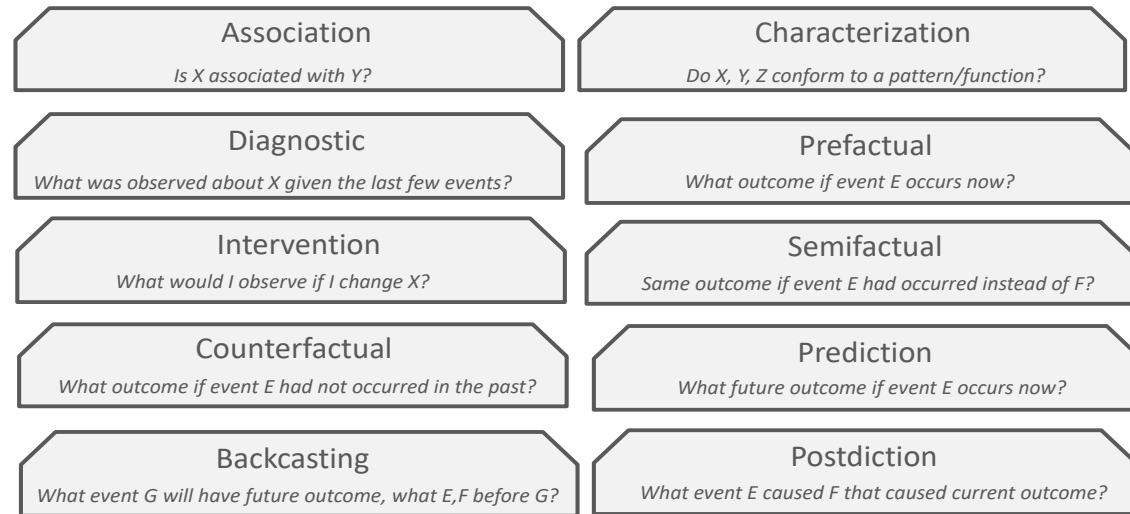 Association
Is X associated with Y?
Characterization
Do X, Y, Z conform to a pattern/function?
Diagnostic
What was observed about X given the last few events?
Prefactual
What outcome if event E occurs now?
Intervention
What would I observe if I change X?
Semifactual
Same outcome if event E had occurred instead of F?
Counterfactual
What outcome if event E had not occurred in the past?
Prediction
What future outcome if event E occurs now?
Backcasting
What event G will have future outcome, what E,F before G?
Postdiction
What event E caused F that caused current outcome?